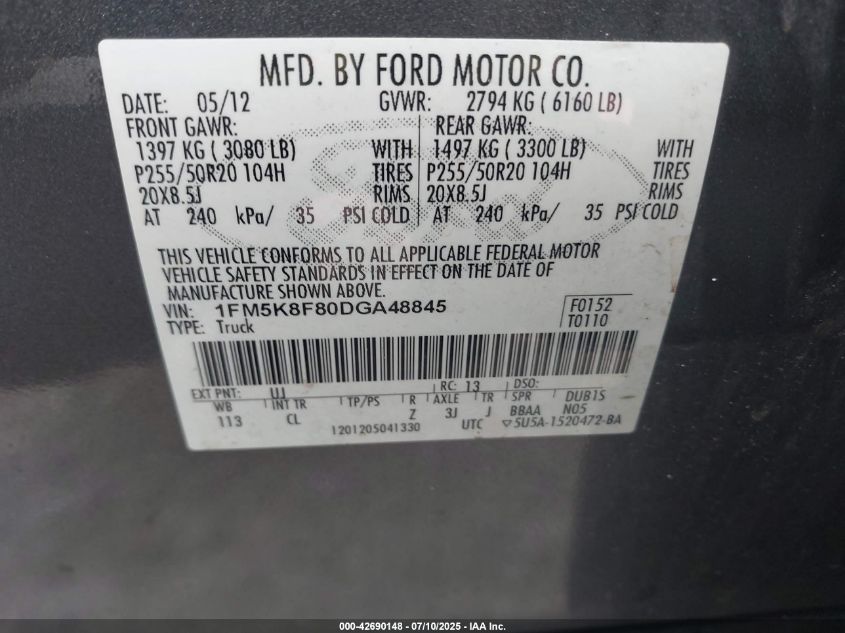 MFD. BY FORD MOTOR CO.
DATE: 05/12 GVWR: 2794 KG ( 6160 LB)
FRONT GAWR: REAR GAWR:
1397 KG ( 3080 LB) WITH 1497 KG ( 3300 LB) WITH
P255/50R20 104H TIRES P255/50R20 104H TIRES
20X8.5J RIMS 20X8.5J RIMS
AT 240 kPa/ 35 PSI COLD AT 240 kPa/ 35 PSI COLD
THIS VEHICLE CONFORMS TO ALL APPLICABLE FEDERAL MOTOR
VEHICLE SAFETY STANDARDS IN EFFECT ON THE DATE OF
MANUFACTURE SHOWN ABOVE.
VIN: 1FM5K8F80DGA48845 F0152
TYPE: Truck T0110
EXT PNT: UJ RC: 13 DSO:
WB INT TR TP/PS R AXLE TR SPR DUB1S
113 CL Z 3J J BBAA N05
1201205041330 UTC ▽5U5A-1520472-BA
000-42690148 - 07/10/2025 - IAA Inc.